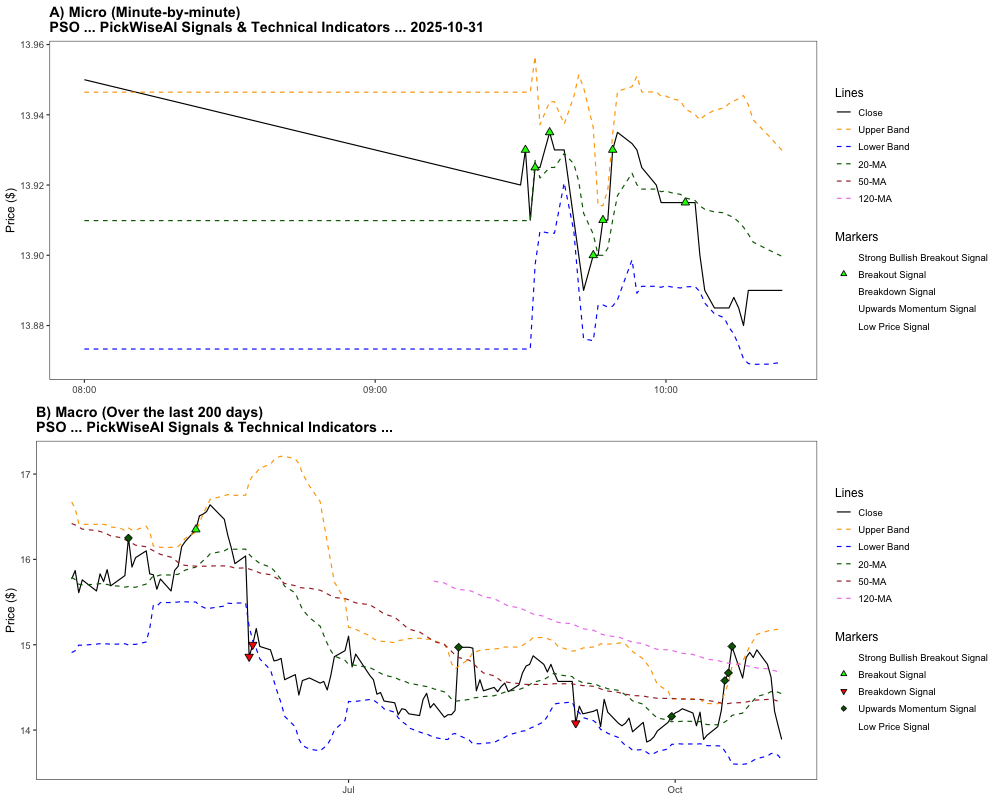 A) Micro (Minute-by-minute)
PSO ... PickWiseAI Signals & Technical Indicators ... 2025-10-31
Price ($)
13.96
13.94
13.92
13.90
13.88
08:00
09:00
10:00
Lines
Close
Upper Band
Lower Band
20-MA
50-MA
120-MA
Markers
Strong Bullish Breakout Signal
Breakout Signal
Breakdown Signal
Upwards Momentum Signal
Low Price Signal
B) Macro (Over the last 200 days)
PSO ... PickWiseAI Signals & Technical Indicators ...
Price ($)
17
16
15
14
Jul
Oct
Lines
Close
Upper Band
Lower Band
20-MA
50-MA
120-MA
Markers
Strong Bullish Breakout Signal
Breakout Signal
Breakdown Signal
Upwards Momentum Signal
Low Price Signal